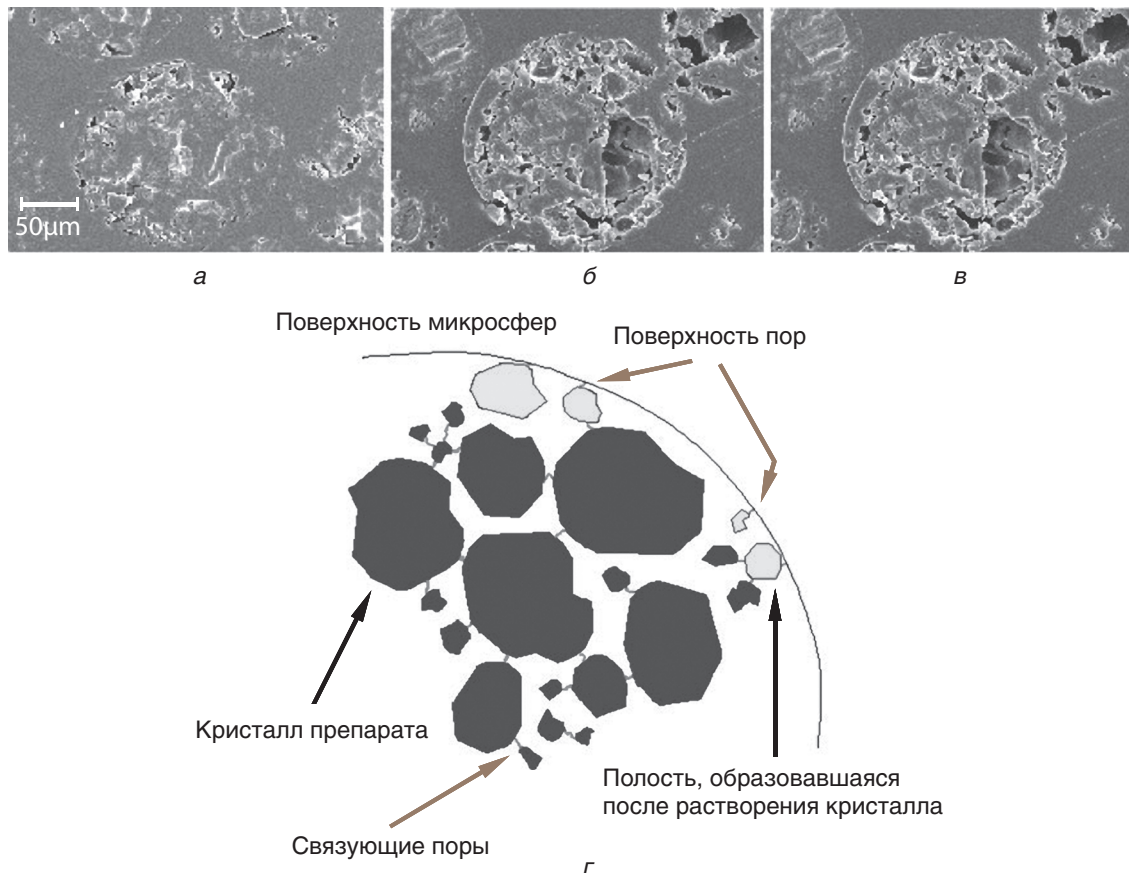 50µm
а
б
в
Поверхность микросфер
Поверхность пор
Кристалл препарата
Полость, образовавшаяся
после растворения кристалла
Связующие поры
г